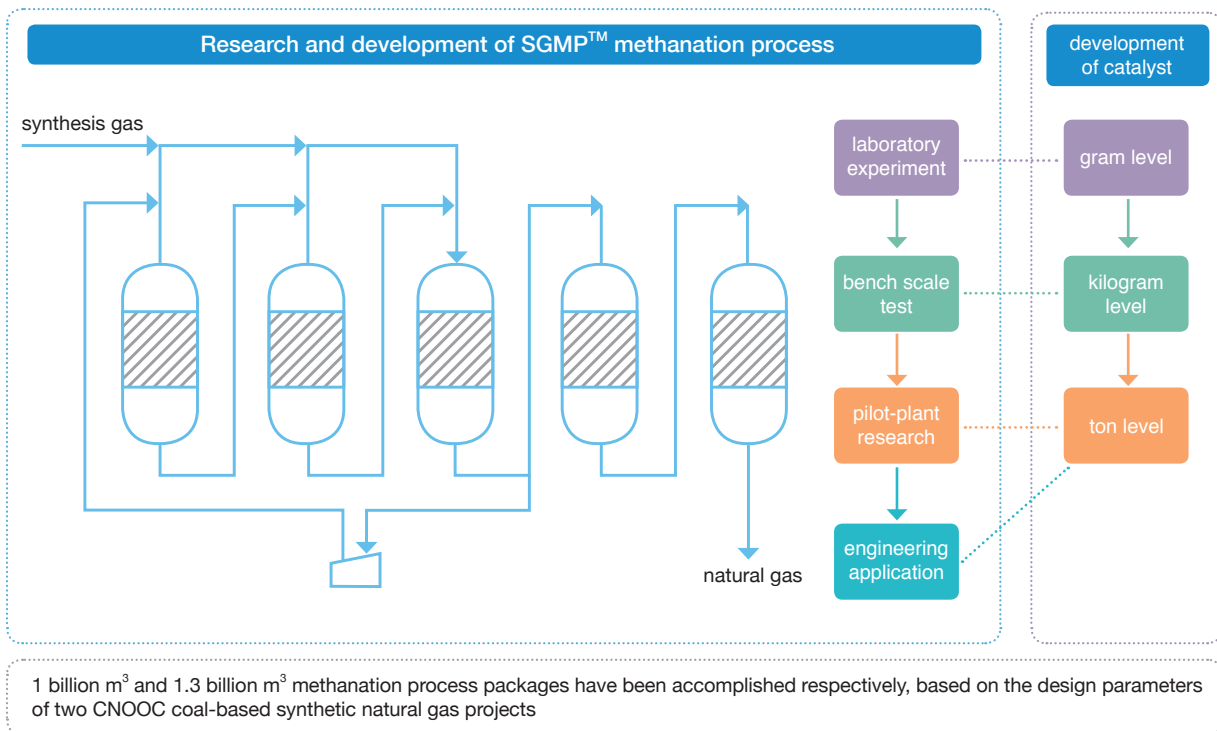 Research and development of SGMP™ methanation process
development
of catalyst
synthesis gas
laboratory
experiment
gram level
bench scale
test
kilogram
level
pilot-plant
research
ton level
engineering
application
natural gas
1 billion m³ and 1.3 billion m³ methanation process packages have been accomplished respectively, based on the design parameters
of two CNOOC coal-based synthetic natural gas projects